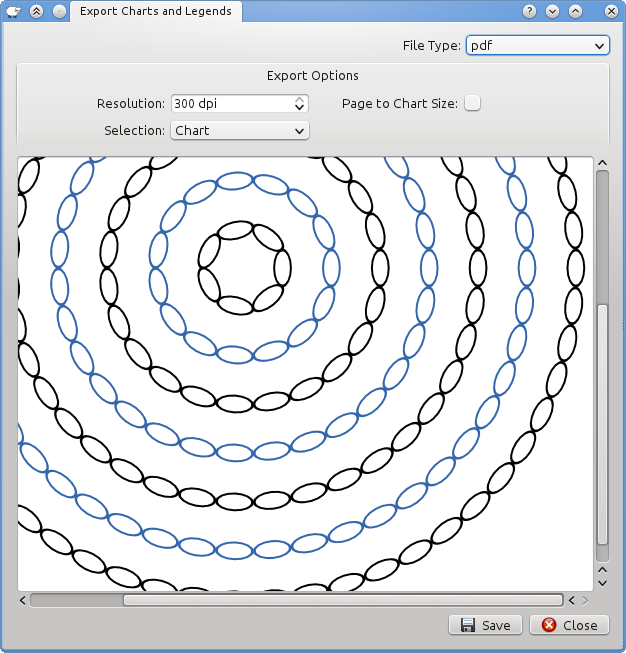 Export Charts and Legends
File Type: pdf
Export Options
Resolution: 300 dpi Page to Chart Size:
Selection: Chart
Save Close